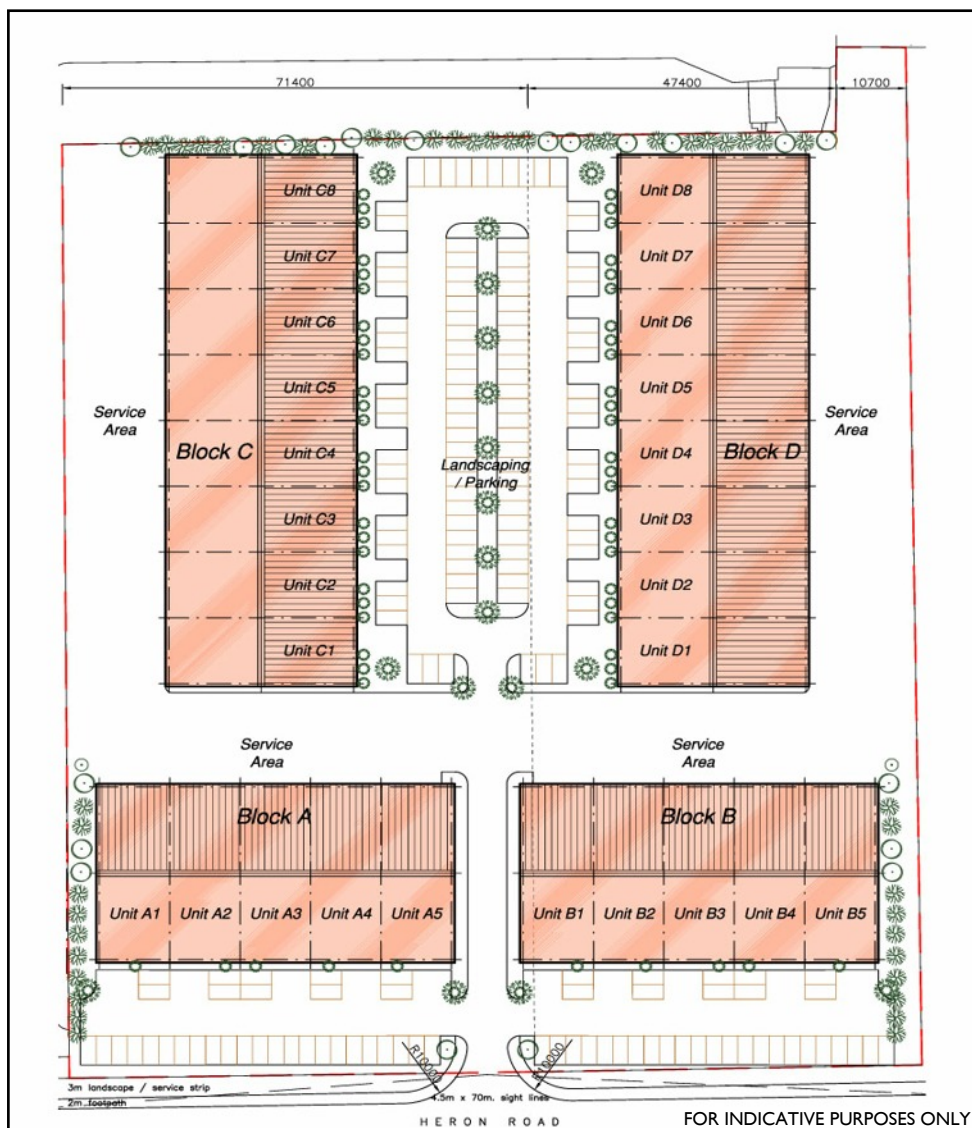 71400
47400
10700
Unit C8
Unit D8
Unit C7
Unit D7
Unit C6
Unit D6
Unit C5
Unit D5
Service
Area
Service
Area
Block C
Unit C4
Landscaping
/ Parking
Unit D4
Block D
Unit C3
Unit D3
Unit C2
Unit D2
Unit C1
Unit D1
Service
Area
Service
Area
Block A
Block B
Unit A1
Unit A2
Unit A3
Unit A4
Unit A5
Unit B1
Unit B2
Unit B3
Unit B4
Unit B5
R10000
R10000
3m landscape / service strip
2m footpath
4.5m x 70m. sight lines
HERON ROAD
FOR INDICATIVE PURPOSES ONLY